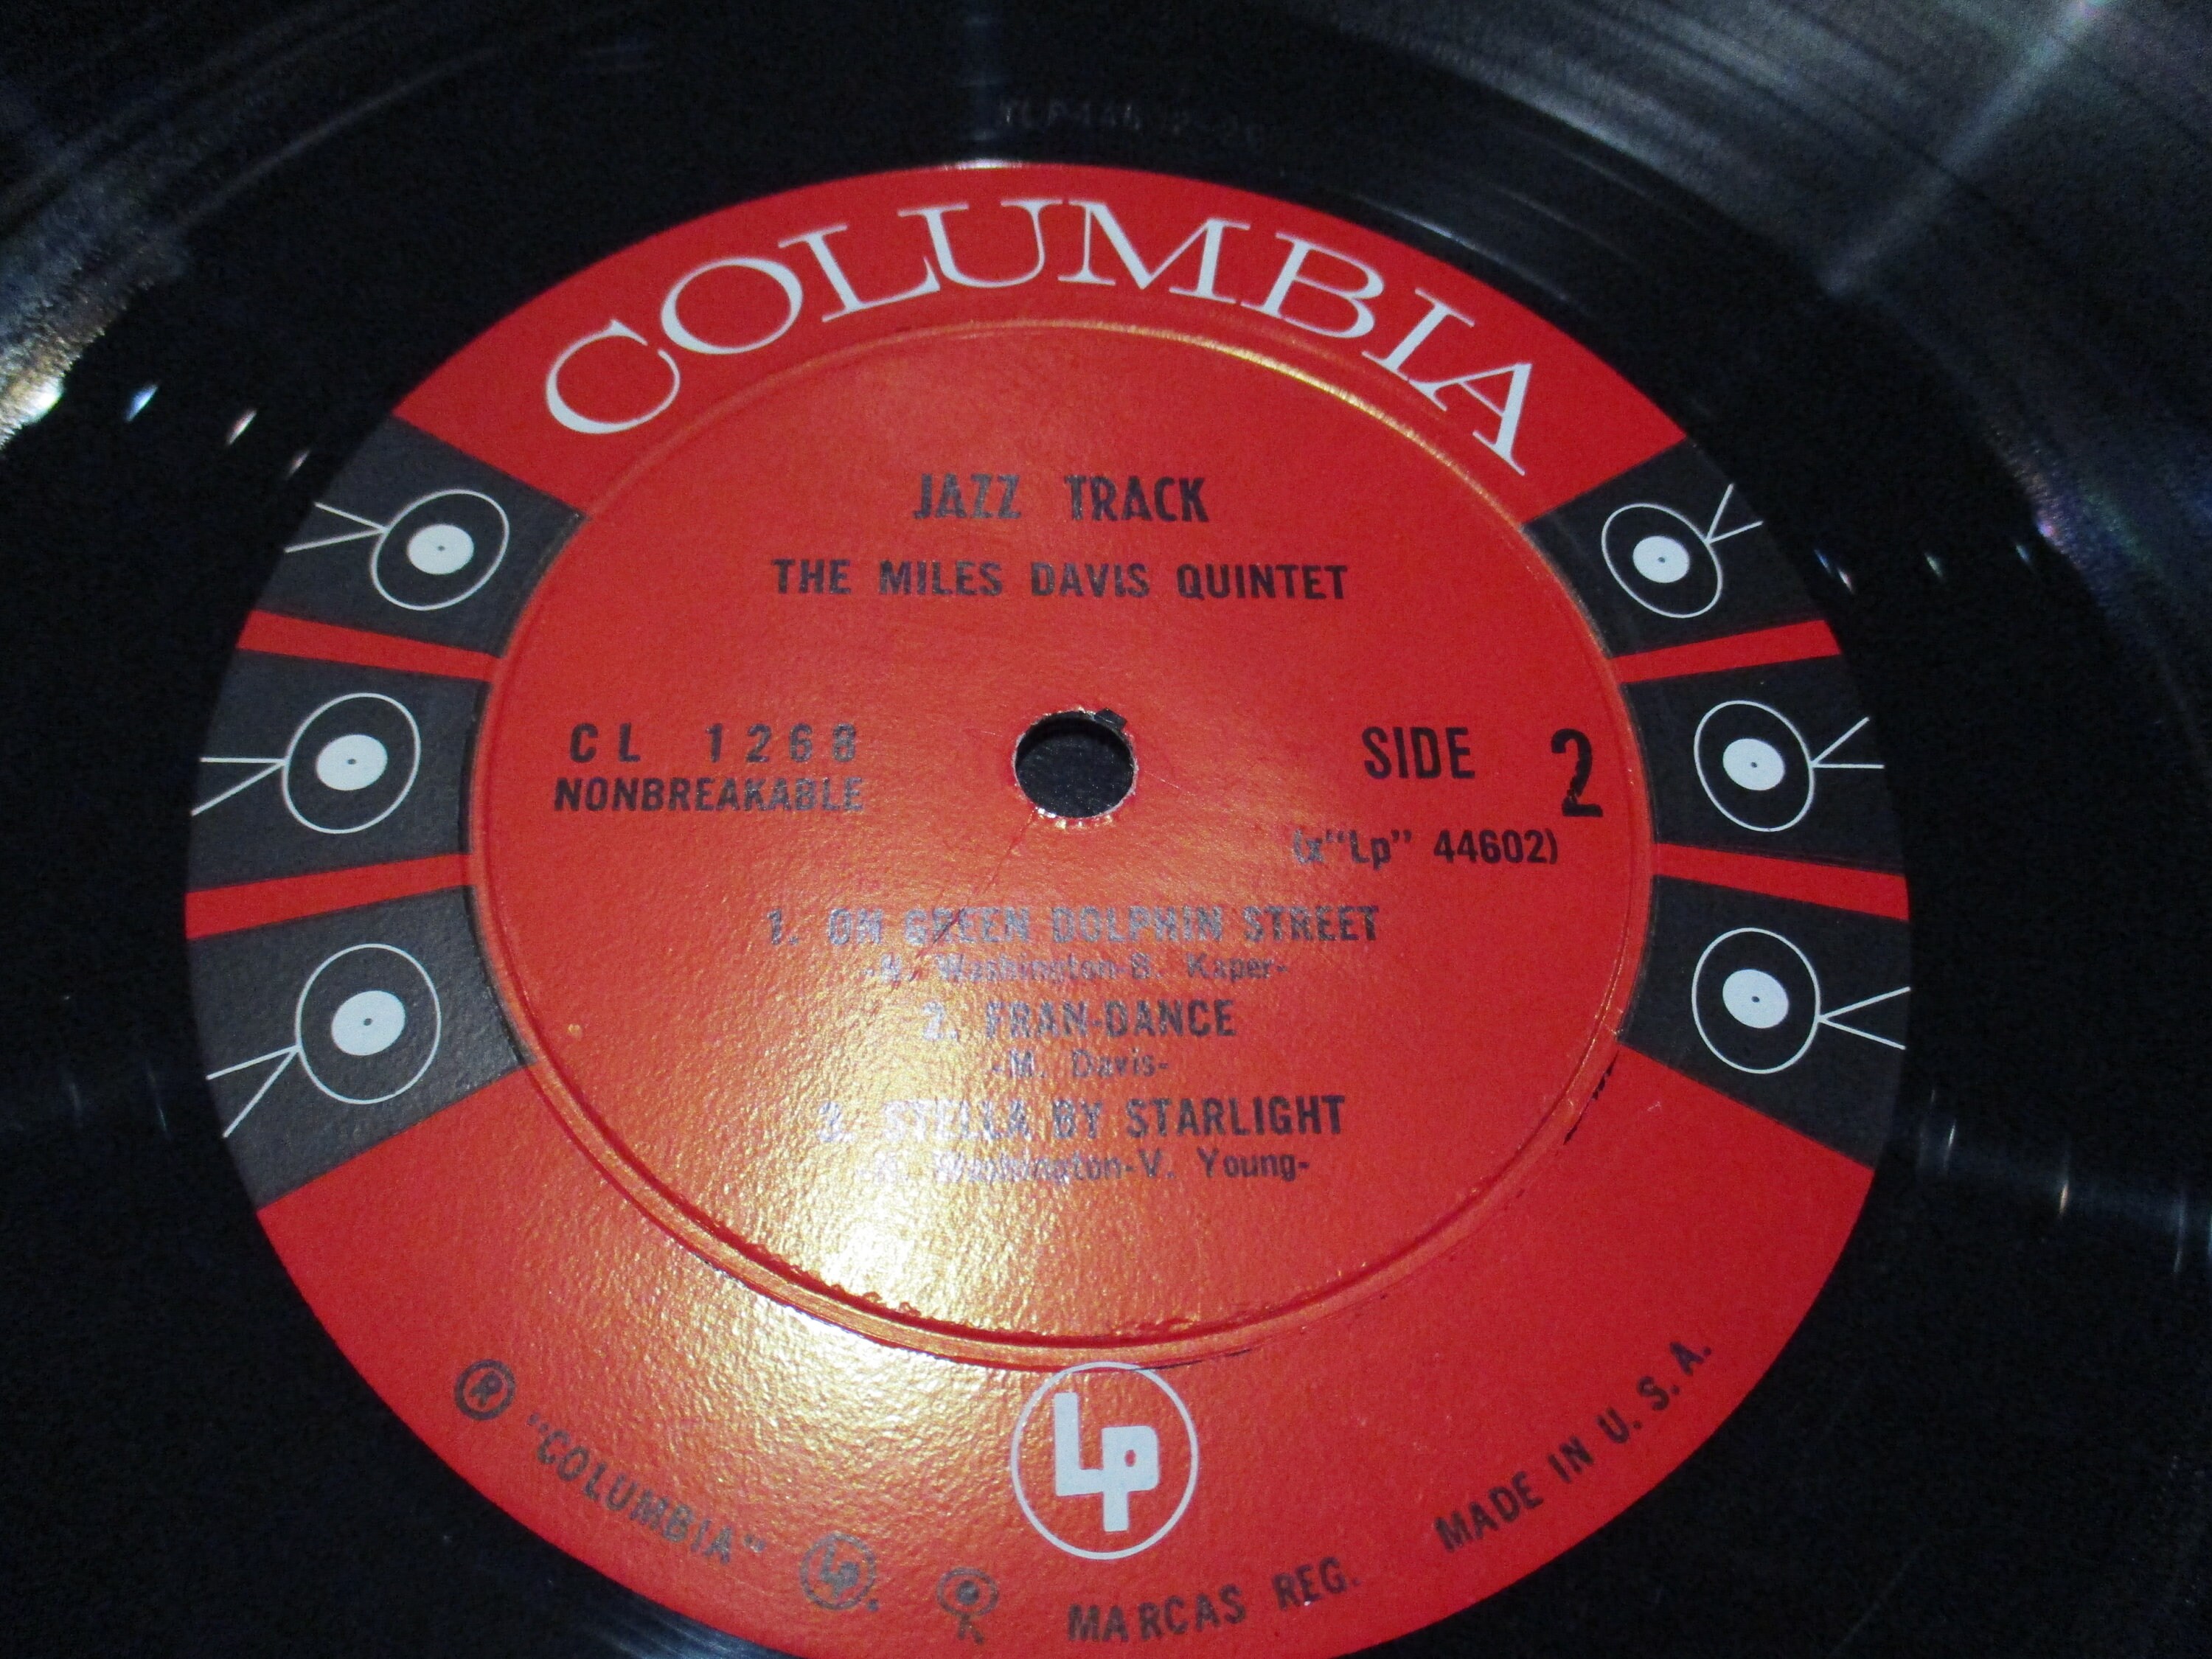 COLUMBIA
JAZZ TRACK
THE MILES DAVIS QUINTET
CL 1268
NONBREAKABLE
SIDE 2
(x"Lp" 44602)
1. ON GREEN DOLPHIN STREET
Washington-B. Kaper-
2. FRAN-DANCE
-M. Davis-
3. STELLA BY STARLIGHT
Washington-V. Young-
Lp
® "COLUMBIA" Lp. MARCAS REG. MADE IN U.S.A.